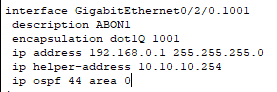 interface GigabitEthernet0/2/0.1001
description ABON1
encapsulation dot1Q 1001
ip address 192.168.0.1 255.255.255.0
ip helper-address 10.10.10.254
ip ospf 44 area 0